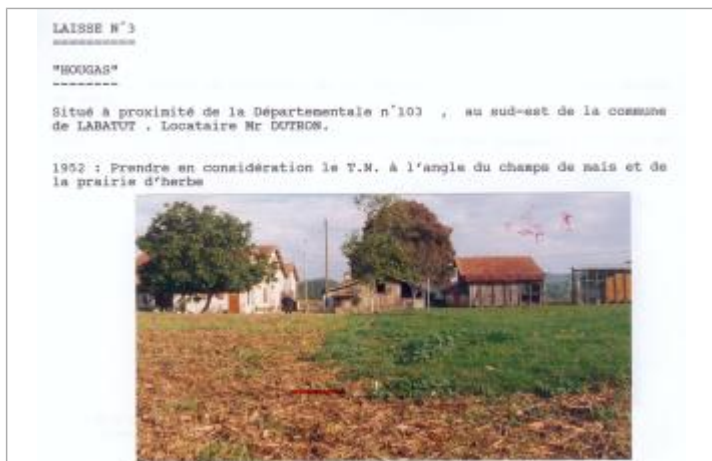 LAISSE N°3
==========
"HOUGAS"
--------
Situé à proximité de la Départementale n°103 , au sud-est de la commune
de LABATUT . Locataire Mr DUTRON.
1952 : Prendre en considération le T.N. à l'angle du champs de maïs et de
la prairie d'herbe